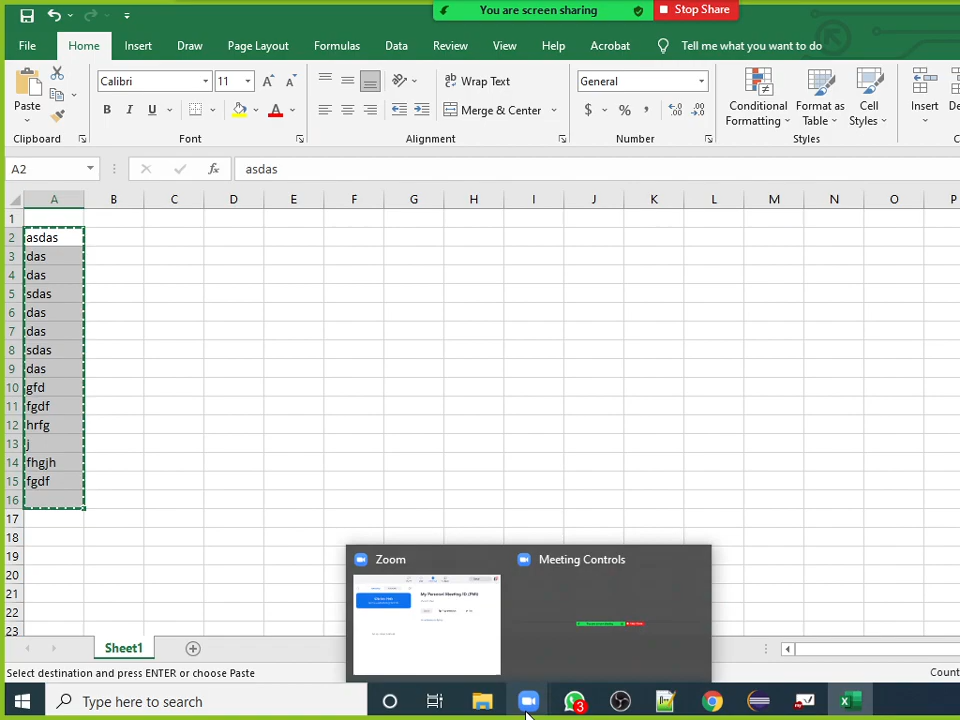 You are screen sharing
Stop Share
File Home Insert Draw Page Layout Formulas Data Review View Help Acrobat Tell me what you want to do
Calibri 11 Wrap Text General
Paste B I U Merge & Center $ % , Conditional Formatting Format as Table Cell Styles Insert
Clipboard Font Alignment Number Styles
A2 fx asdas
A B C D E F G H I J K L M N O P
1
2 asdas
3 das
4 das
5 sdas
6 das
7 das
8 sdas
9 das
10 gfd
11 fgdf
12 hrfg
13 j
14 fhgjh
15 fgdf
16
17
18
19
20
21
22
23
Zoom Meeting Controls
My Personal Meeting ID (PMI)
Sheet1
Select destination and press ENTER or choose Paste Count
Type here to search 3